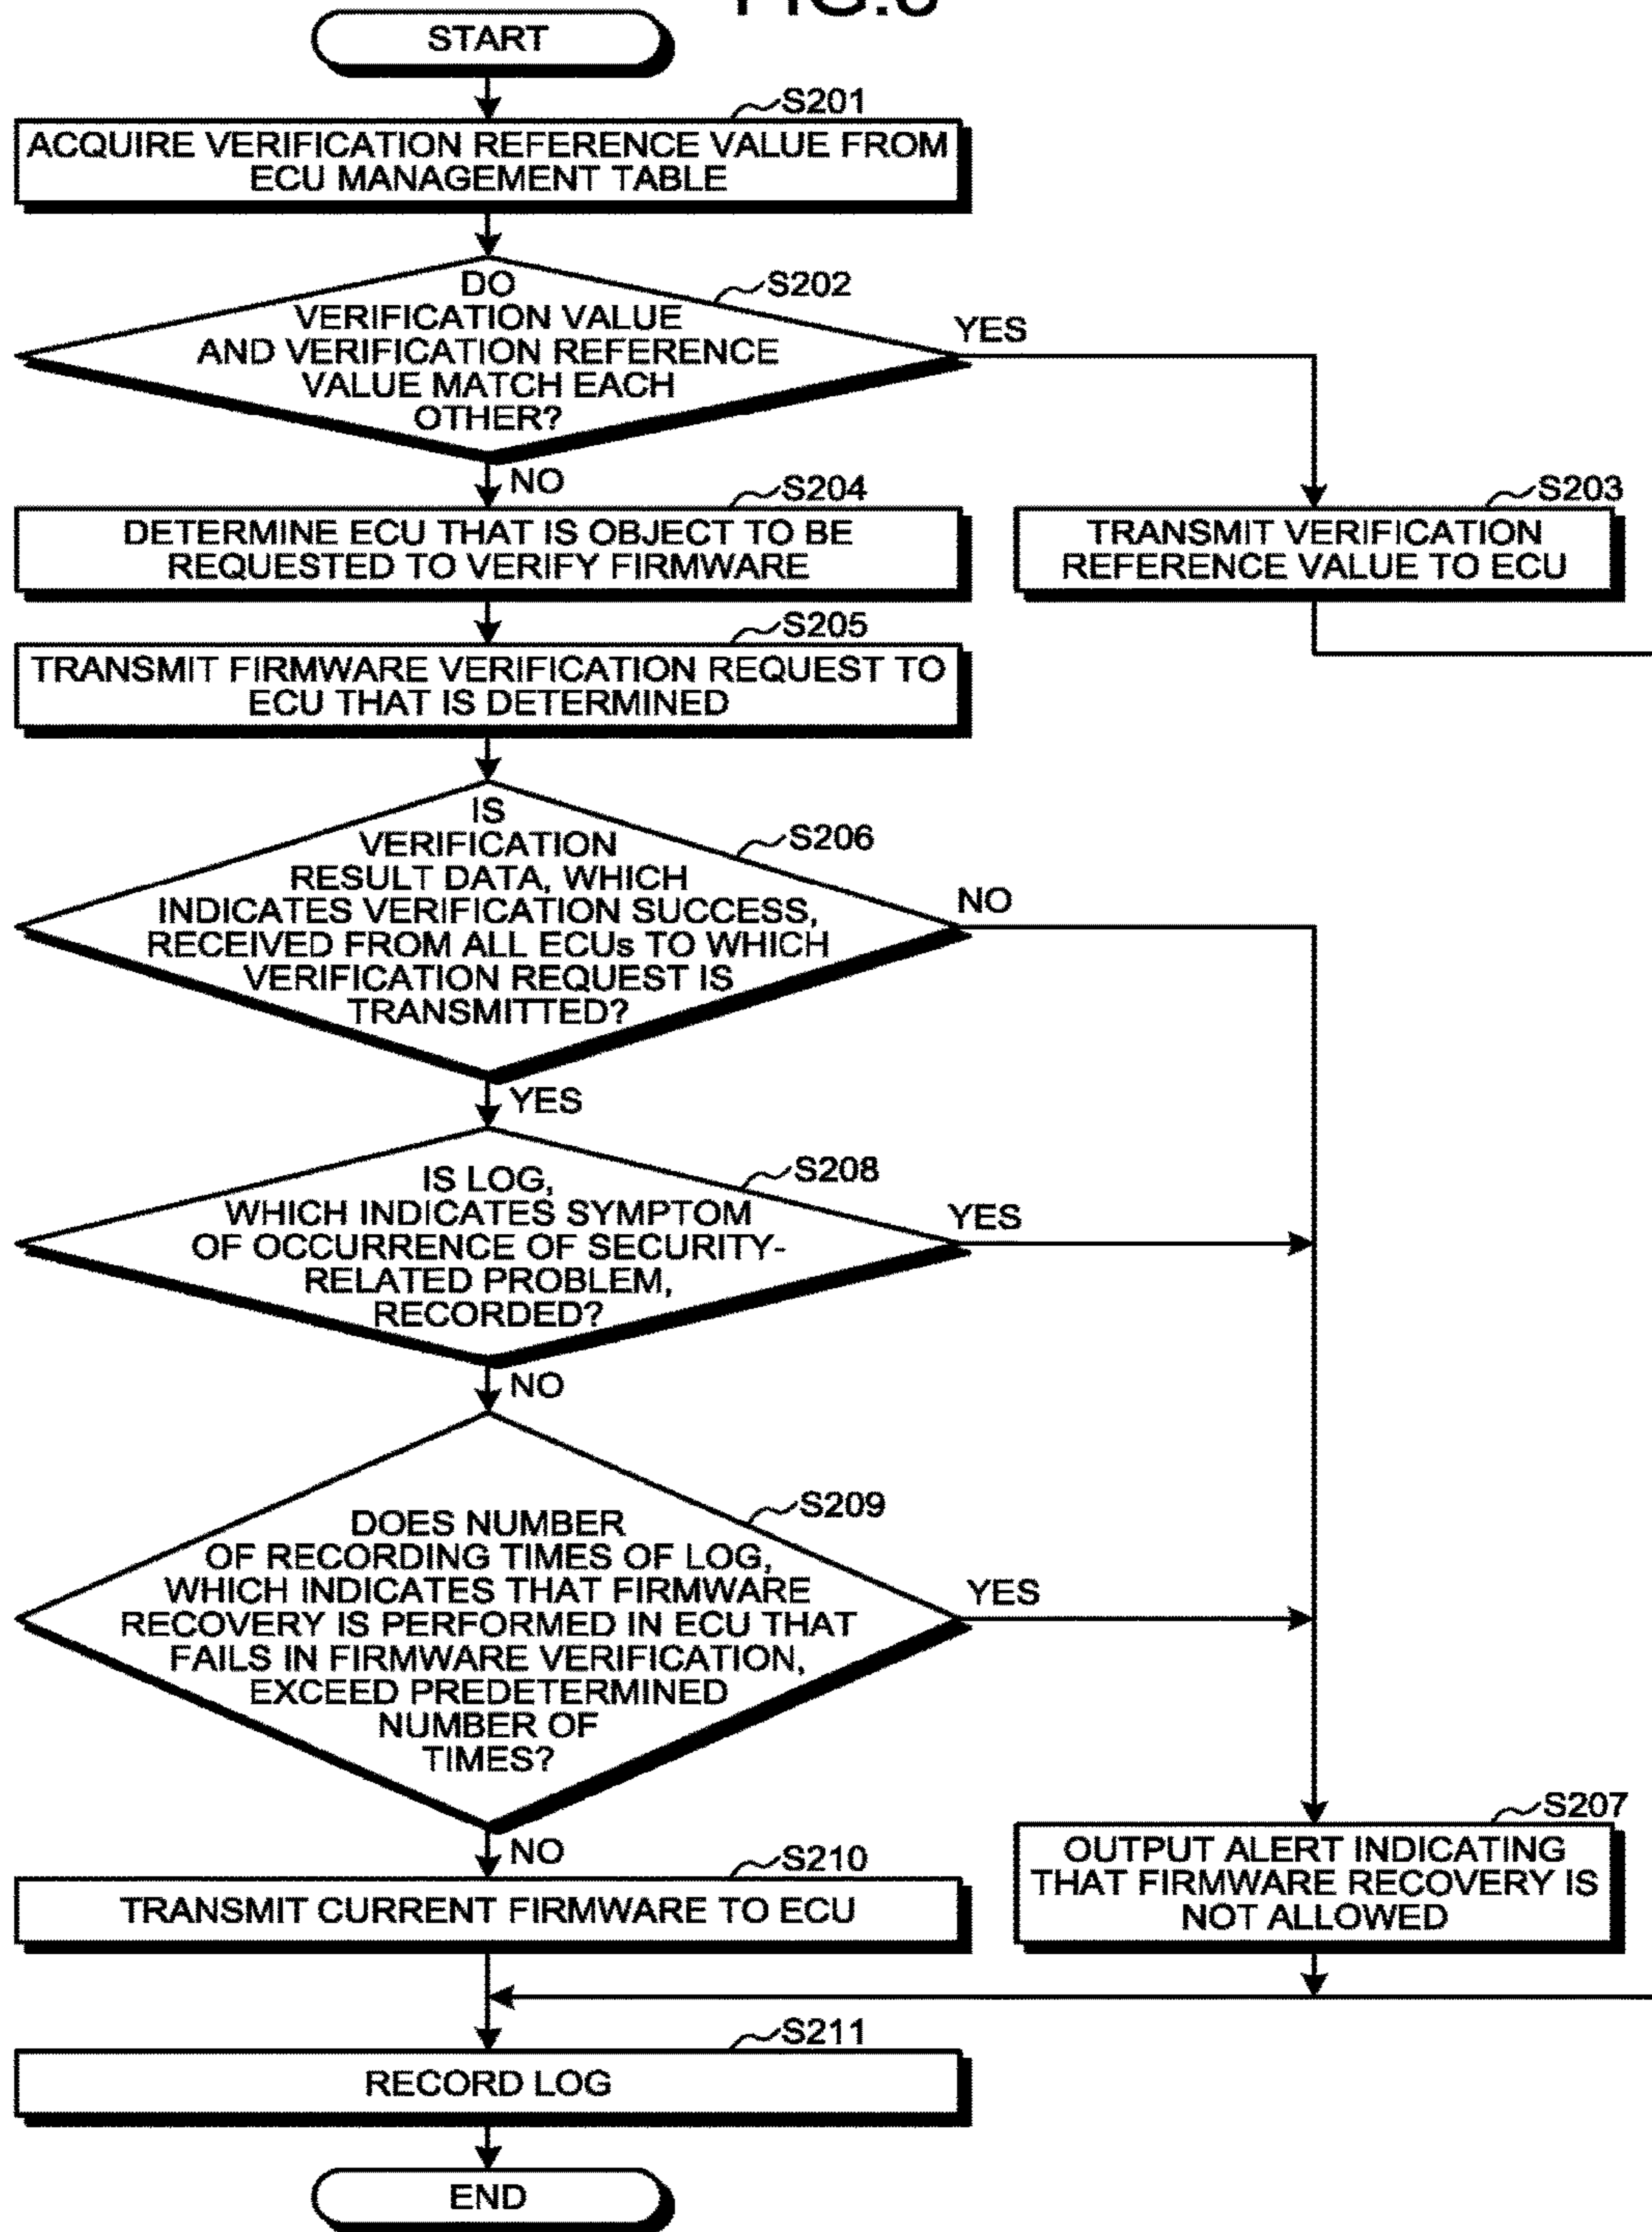 START
S201
ACQUIRE VERIFICATION REFERENCE VALUE FROM
ECU MANAGEMENT TABLE
S202
DO
VERIFICATION VALUE
AND VERIFICATION REFERENCE
VALUE MATCH EACH
OTHER?
YES
NO
S204
DETERMINE ECU THAT IS OBJECT TO BE
REQUESTED TO VERIFY FIRMWARE
S203
TRANSMIT VERIFICATION
REFERENCE VALUE TO ECU
S205
TRANSMIT FIRMWARE VERIFICATION REQUEST TO
ECU THAT IS DETERMINED
S206
IS
VERIFICATION
RESULT DATA, WHICH
INDICATES VERIFICATION SUCCESS,
RECEIVED FROM ALL ECUs TO WHICH
VERIFICATION REQUEST IS
TRANSMITTED?
NO
YES
S208
IS LOG,
WHICH INDICATES SYMPTOM
OF OCCURRENCE OF SECURITY-
RELATED PROBLEM,
RECORDED?
YES
NO
S209
DOES NUMBER
OF RECORDING TIMES OF LOG,
WHICH INDICATES THAT FIRMWARE
RECOVERY IS PERFORMED IN ECU THAT
FAILS IN FIRMWARE VERIFICATION,
EXCEED PREDETERMINED
NUMBER OF
TIMES?
YES
NO
S210
TRANSMIT CURRENT FIRMWARE TO ECU
S207
OUTPUT ALERT INDICATING
THAT FIRMWARE RECOVERY IS
NOT ALLOWED
S211
RECORD LOG
END